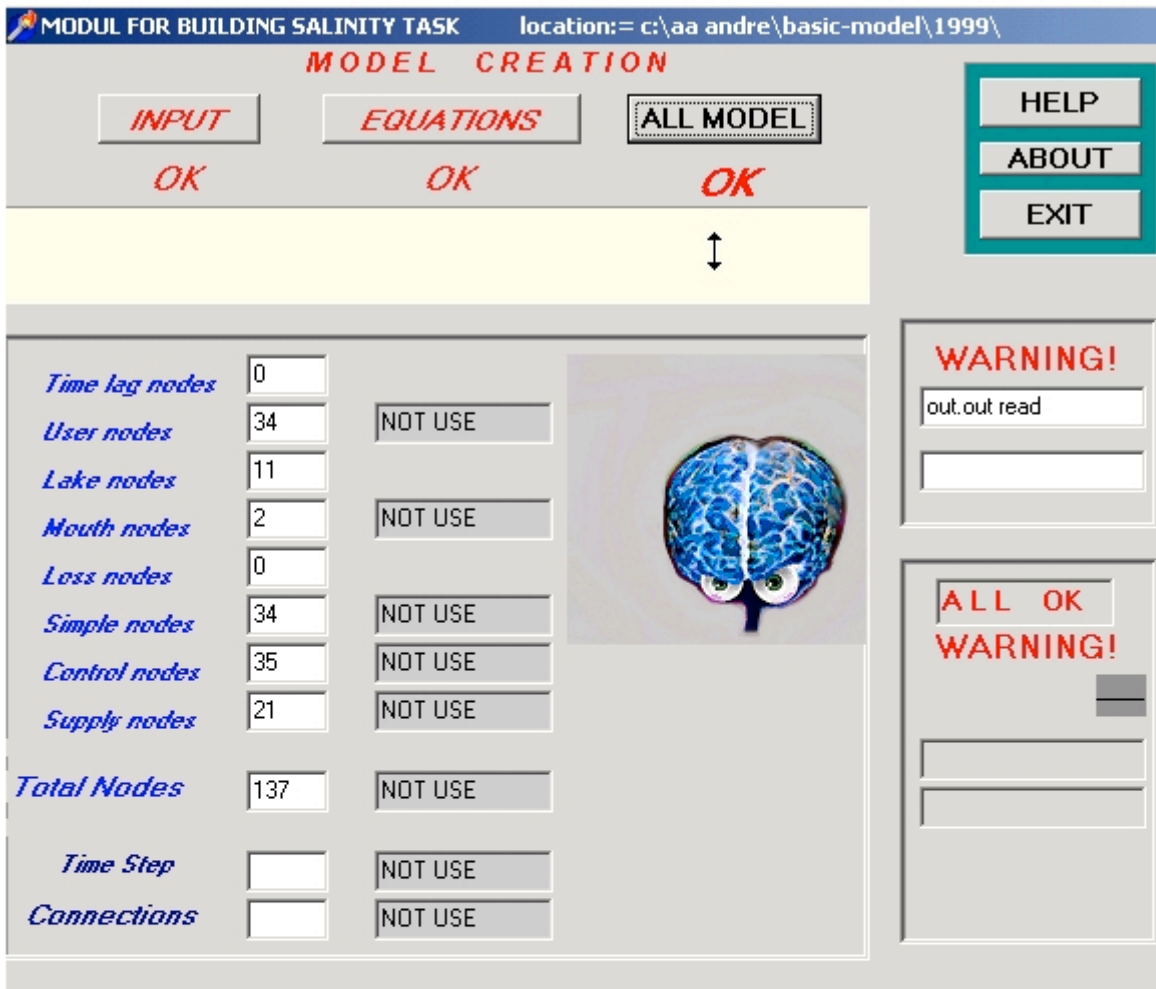 MODUL FOR BUILDING SALINITY TASK location:= c:\aa andre\basic-model\1999\
MODEL CREATION
INPUT EQUATIONS ALL MODEL
OK OK OK
HELP
ABOUT
EXIT
Time lag nodes 0
User nodes 34 NOT USE
Lake nodes 11
Mouth nodes 2 NOT USE
Loss nodes 0
Simple nodes 34 NOT USE
Control nodes 35 NOT USE
Supply nodes 21 NOT USE
Total Nodes 137 NOT USE
Time Step NOT USE
Connections NOT USE
WARNING!
out.out read
ALL OK
WARNING!